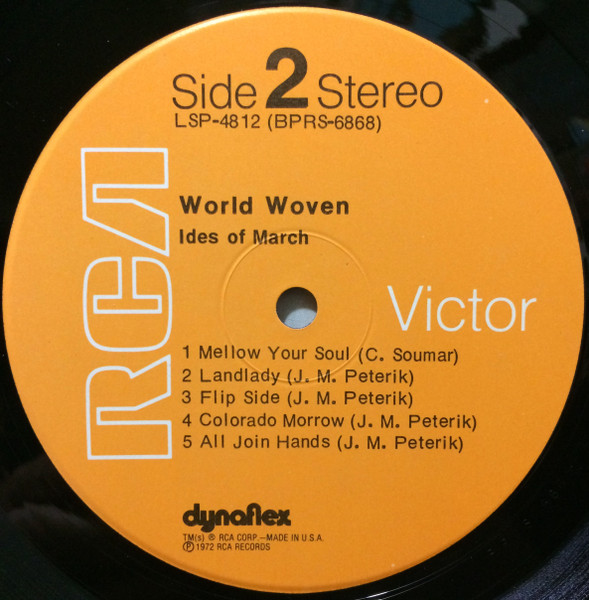 Side 2 Stereo
LSP-4812 (BPRS-6868)
RCA
World Woven
Ides of March
Victor
1 Mellow Your Soul (C. Soumar)
2 Landlady (J. M. Peterik)
3 Flip Side (J. M. Peterik)
4 Colorado Morrow (J. M. Peterik)
5 All Join Hands (J. M. Peterik)
dynaflex
TM(s) ® RCA CORP.—MADE IN U.S.A.
Ⓟ 1972 RCA RECORDS